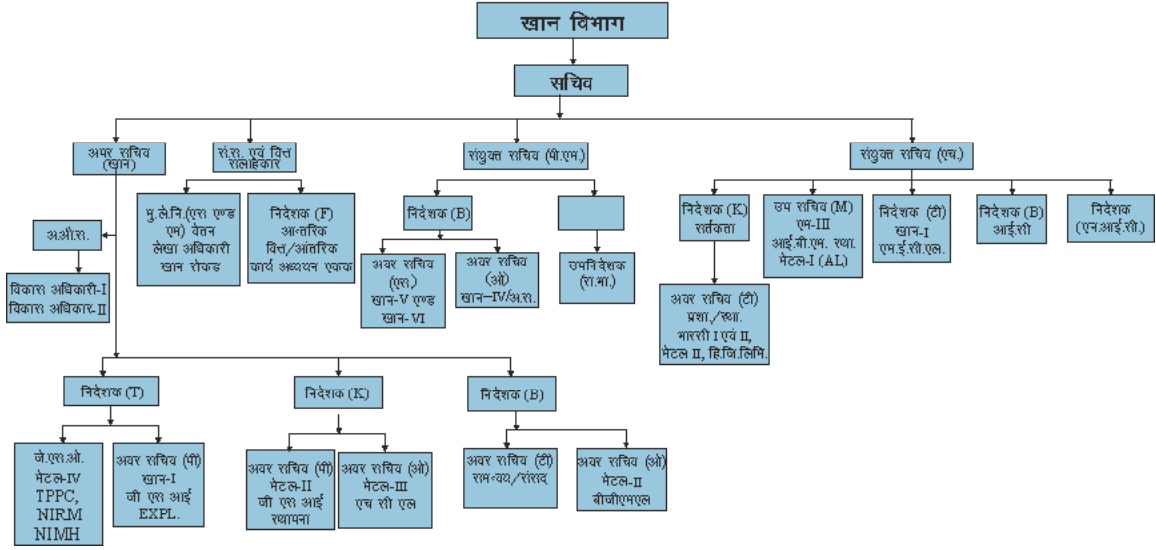 खान विभाग
सचिव
अपर सचिव
(खान)
सं.स. एवं वित्त
सलाहकार
संयुक्त सचिव (पी.एम.)
संयुक्त सचिव (एच.)
अ.औ.स.
विकास अधिकारी-I
विकास अधिकार-II
मु.ले.नि.(एस एण्ड
एम) वेतन
लेखा अधिकारी
खान रोकड
निदेशक (F)
आन्तरिक
वित्त/आंतरिक
कार्य अध्ययन एकक
निदेशक (B)
अवर सचिव
(एस)
खान-V एण्ड
खान-VI
अवर सचिव
(ओ)
खान-IV/अ.स.
उपनिदेशक
(रा.भा.)
निदेशक (K)
सर्तकता
उप सचिव (M)
एम-III
आई.बी.एम. स्था.
मेटल-I (AL)
निदेशक (टी)
खान-I
एम.ई.सी.एल.
निदेशक (B)
आई.सी
निदेशक
(एन.आई.सी.)
अवर सचिव (टी)
प्रशा./स्था.
भारसी I एवं II,
मेटल II, हि.जि.लिमि.
निदेशक (T)
निदेशक (K)
निदेशक (B)
जे.एस.ओ.
मेटल-IV
TPPC,
NIRM
NIMH
अवर सचिव (पी)
खान-I
जी एस आई
EXPL.
अवर सचिव (पी)
मेटल-II
जी एस आई
स्थापना
अवर सचिव (ओ)
मेटल-III
एच सी एल
अवर सचिव (टी)
समन्वय/संसद
अवर सचिव (ओ)
मेटल-II
बीजीएमएल